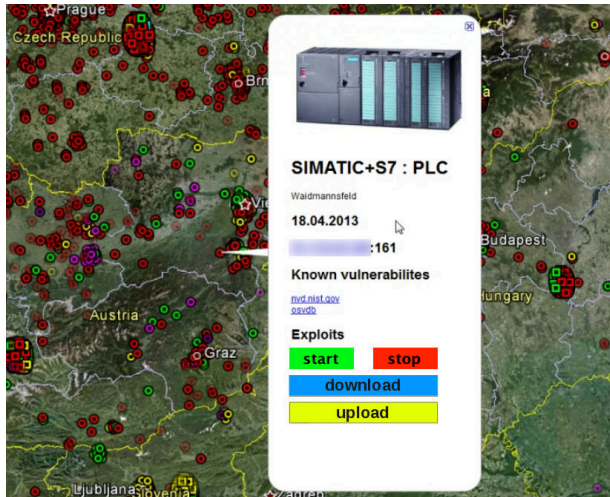 Prague
Czech Republic
Brn
Vie
Budapest
Hungary
Austria
Graz
Ljubljana
Slovenia
Zagreb
SIMATIC+S7 : PLC
Waidmannsfeld
18.04.2013
:161
Known vulnerabilites
nvd.nist.gov
osvdb
Exploits
start stop
download
upload